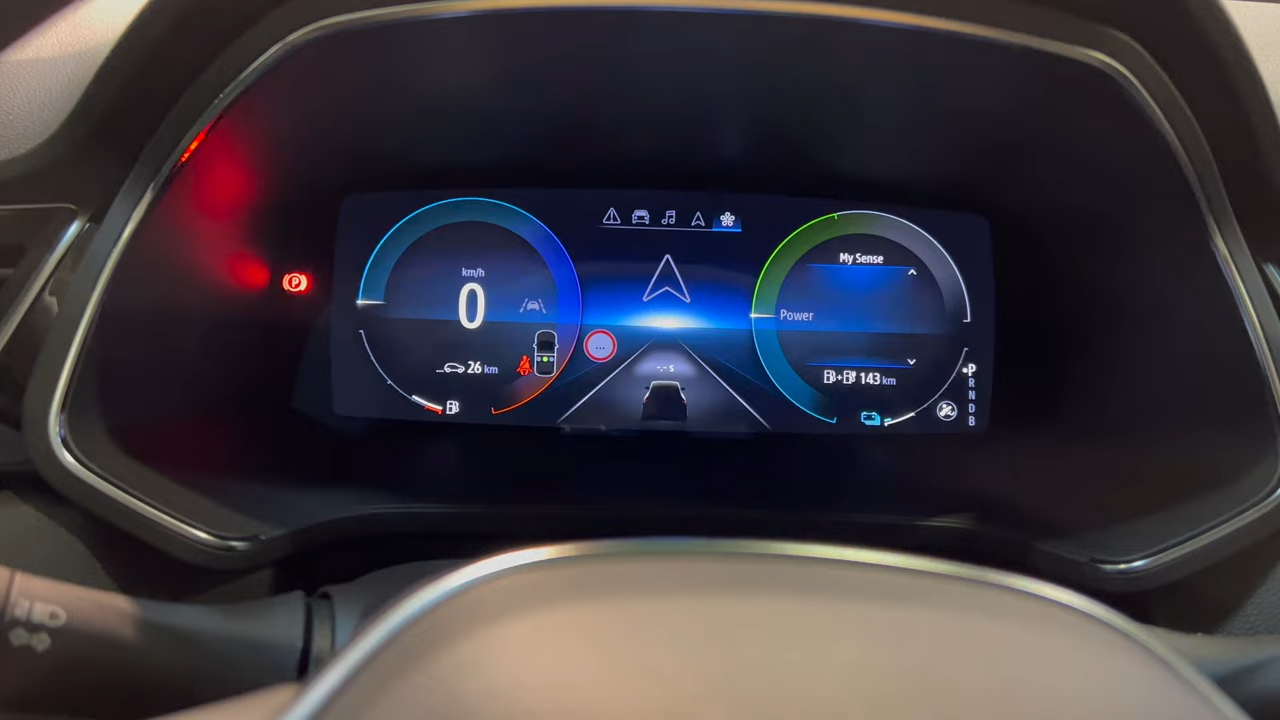 km/h
0
...26 km
P
...
-.- s
My Sense
Power
+ 143 km
P
R
N
D
B